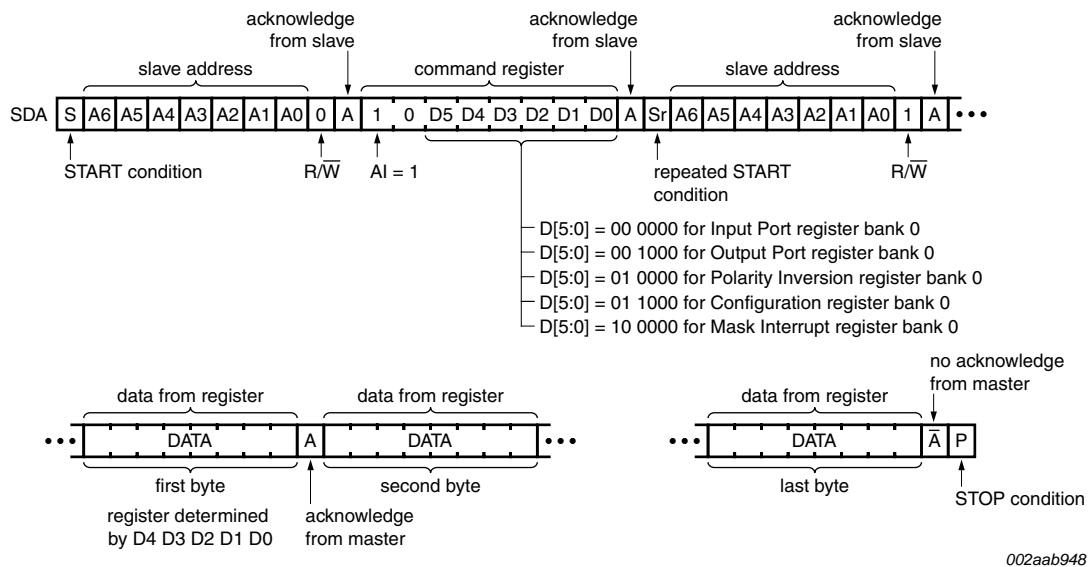 acknowledge
from slave
acknowledge
from slave
acknowledge
from slave
slave address
command register
slave address
SDA S A6 A5 A4 A3 A2 A1 A0 0 A 1 0 D5 D4 D3 D2 D1 D0 A Sr A6 A5 A4 A3 A2 A1 A0 1 A •••
START condition
R/W̅
AI = 1
repeated START
condition
R/W̅
D[5:0] = 00 0000 for Input Port register bank 0
D[5:0] = 00 1000 for Output Port register bank 0
D[5:0] = 01 0000 for Polarity Inversion register bank 0
D[5:0] = 01 1000 for Configuration register bank 0
D[5:0] = 10 0000 for Mask Interrupt register bank 0
no acknowledge
from master
data from register
data from register
data from register
••• DATA A DATA ••• ••• DATA A̅ P
first byte
second byte
last byte
STOP condition
register determined
by D4 D3 D2 D1 D0
acknowledge
from master
002aab948